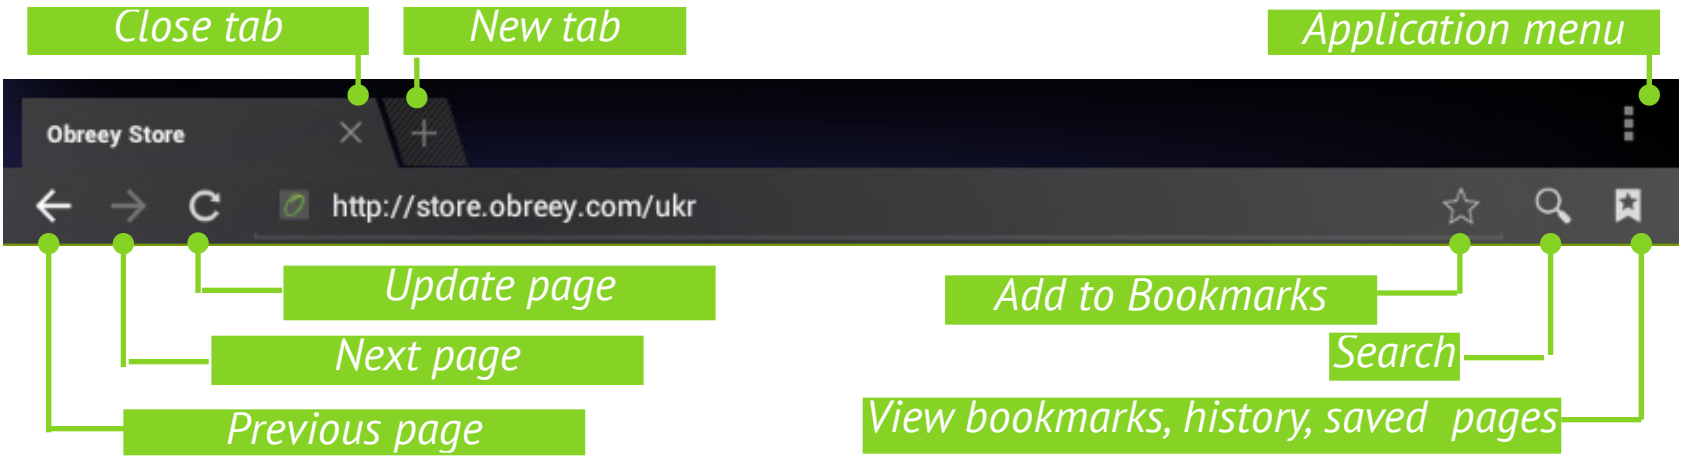 Close tab
New tab
Application menu
Obreey Store
http://store.obreey.com/ukr
Update page
Add to Bookmarks
Next page
Search
Previous page
View bookmarks, history, saved pages